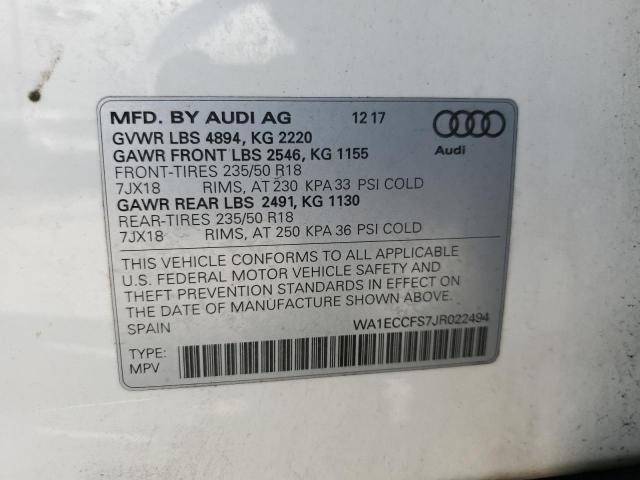 MFD. BY AUDI AG 12 17
GVWR LBS 4894, KG 2220
GAWR FRONT LBS 2546, KG 1155
FRONT-TIRES 235/50 R18
7JX18 RIMS, AT 230 KPA 33 PSI COLD
GAWR REAR LBS 2491, KG 1130
REAR-TIRES 235/50 R18
7JX18 RIMS, AT 250 KPA 36 PSI COLD
Audi
THIS VEHICLE CONFORMS TO ALL APPLICABLE
U.S. FEDERAL MOTOR VEHICLE SAFETY AND
THEFT PREVENTION STANDARDS IN EFFECT ON
THE DATE OF MANUFACTURE SHOWN ABOVE.
SPAIN WA1ECCFS7JR022494
TYPE:
MPV